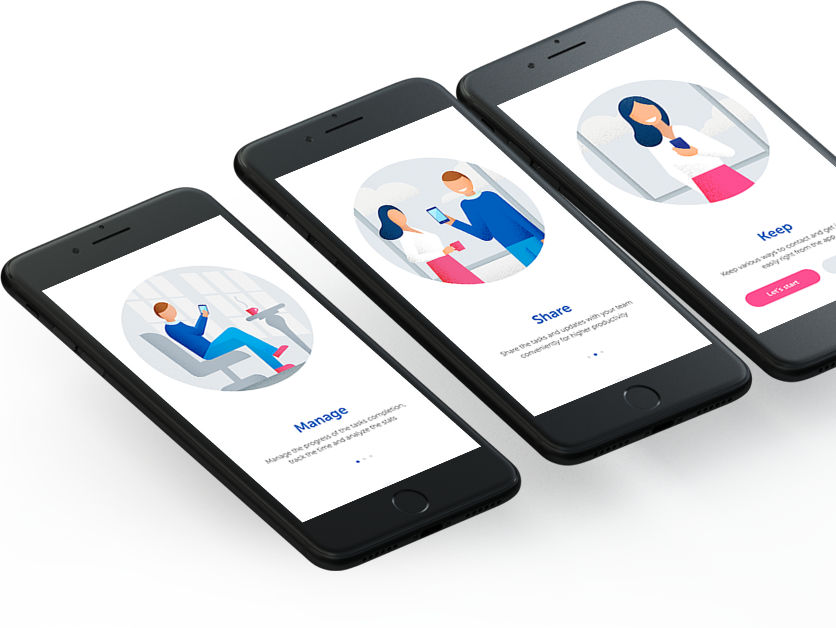 Manage
Manage the progress of the tasks completion,
track the time and analyze the stats
Share
Share the tasks and updates with your team
conveniently for higher productivity
Keep
Keep various ways to contact and get
easily right from the app
Let's start